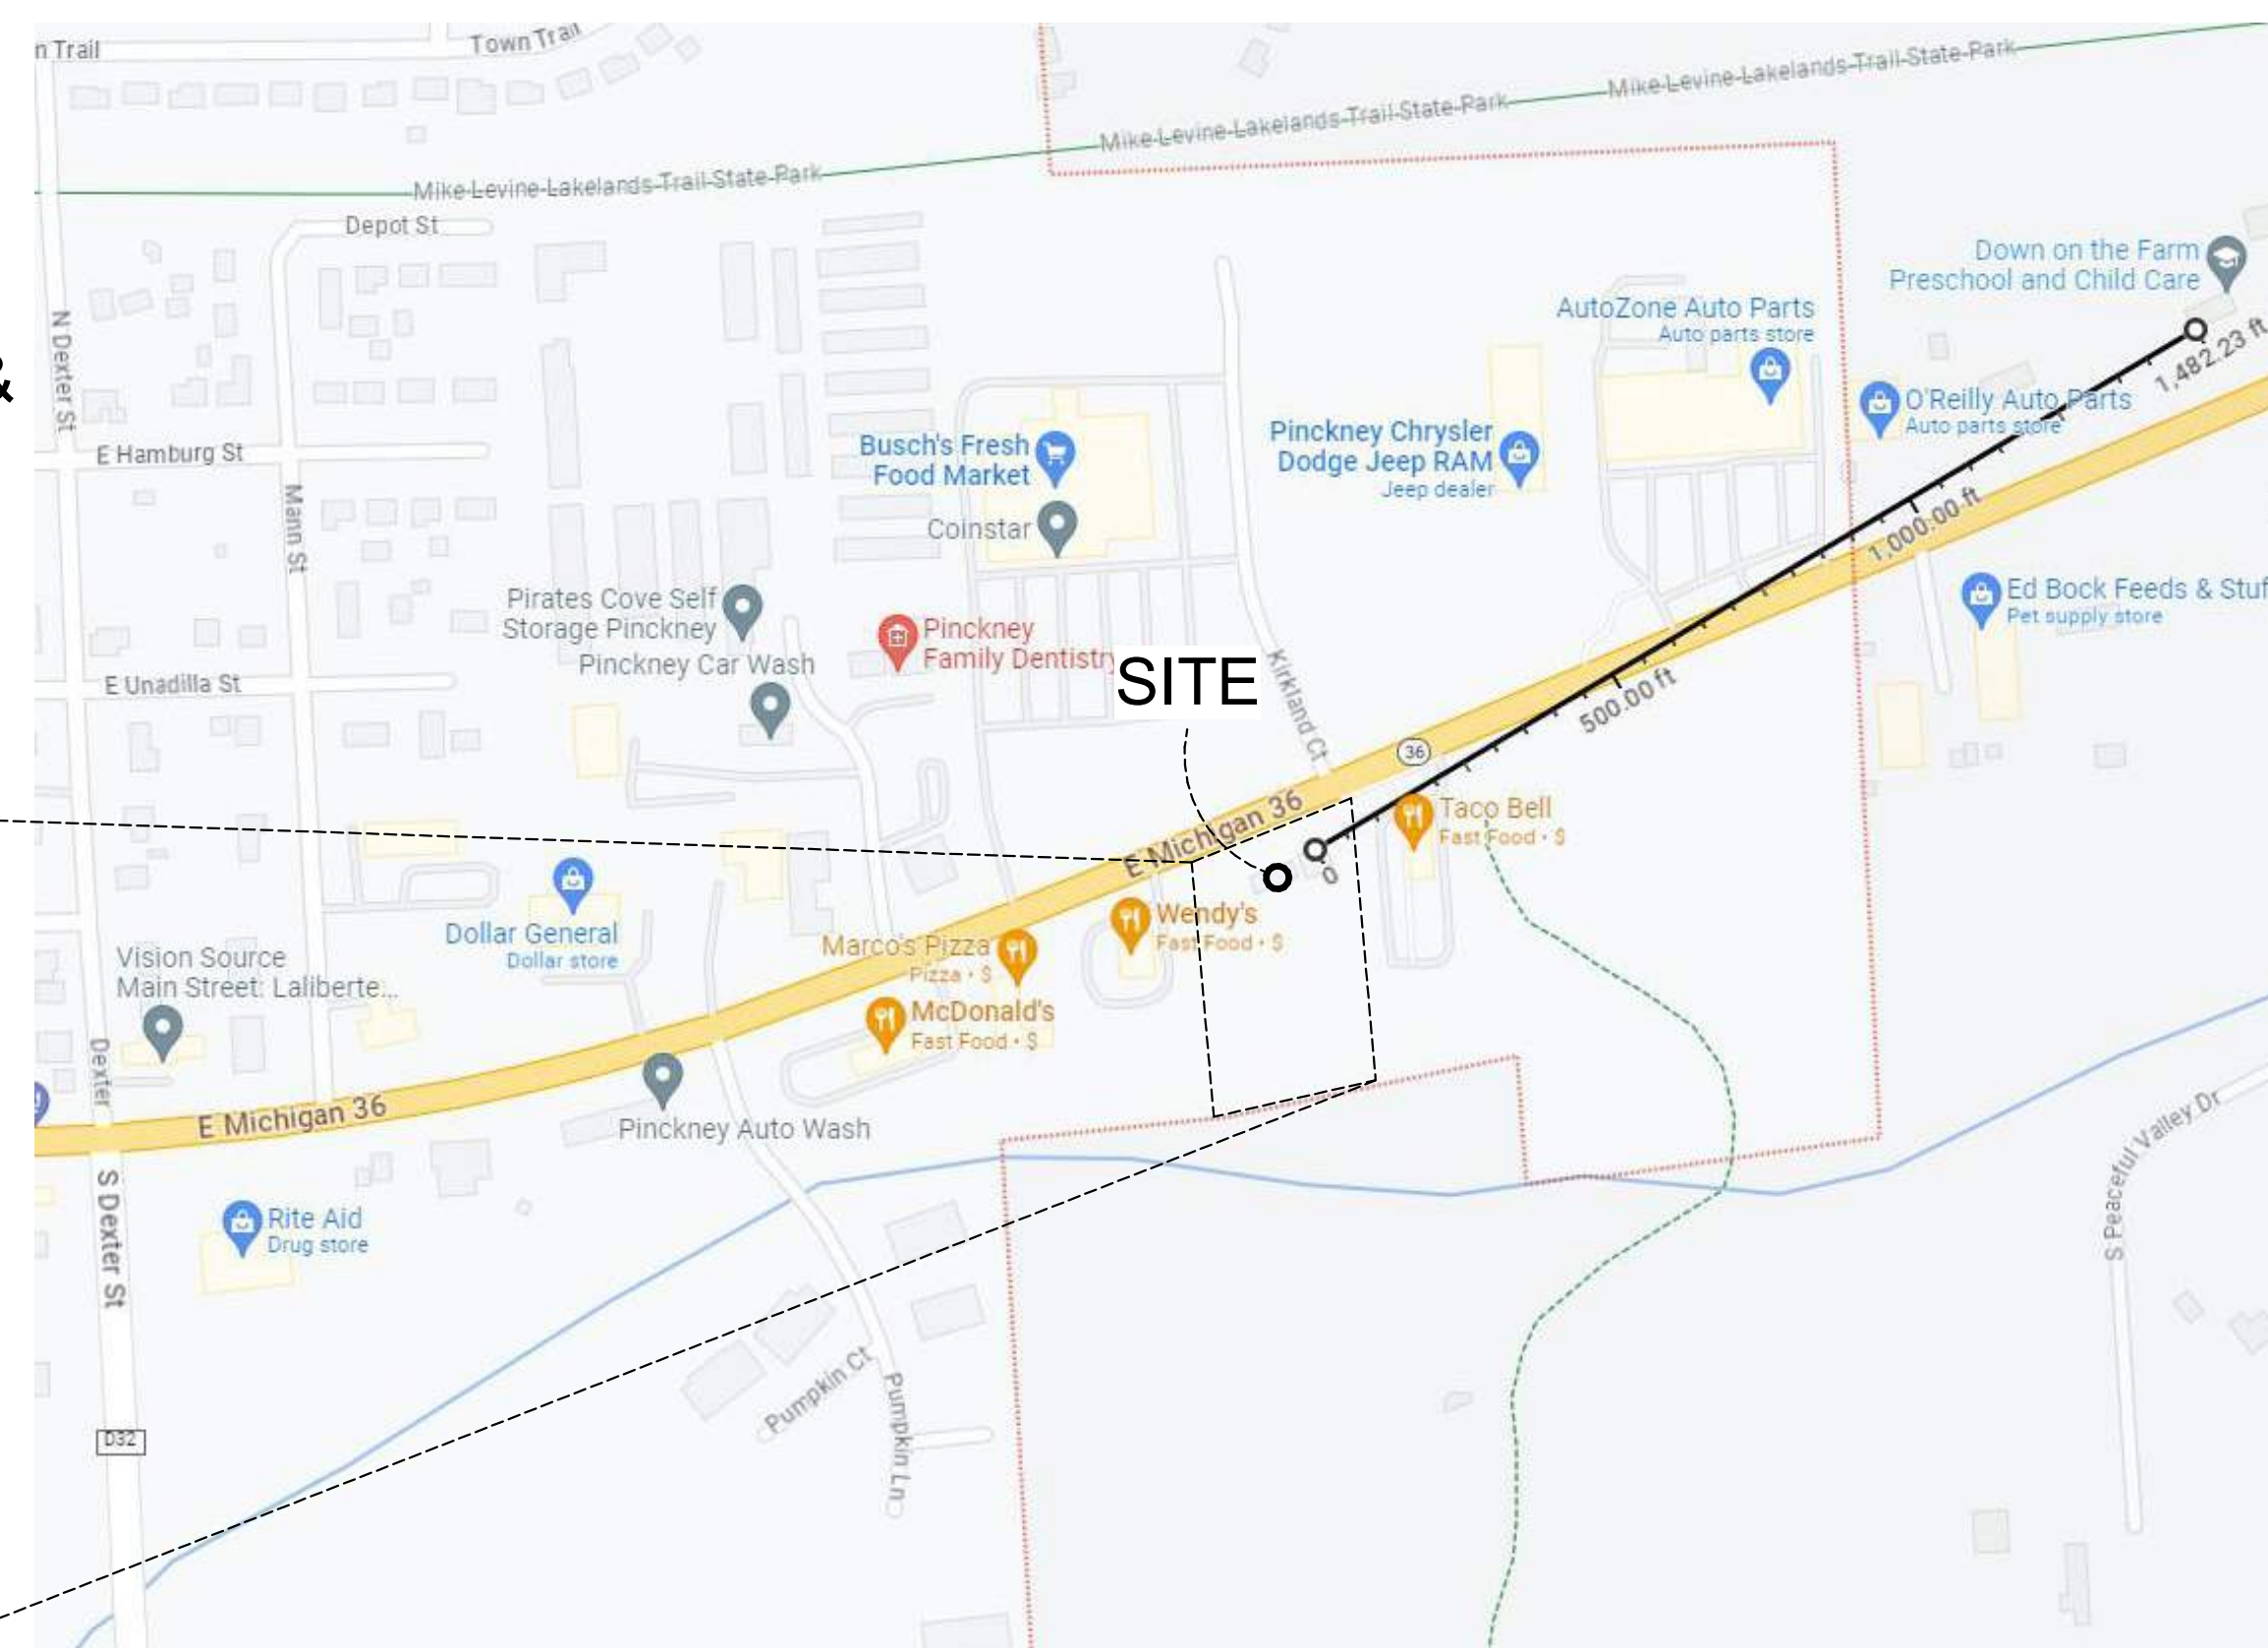 n Trail
Town Trail
Mike Levine Lakelands Trail State Park
Mike Levine Lakelands Trail State Park
Mike Levine Lakelands Trail State Park
Depot St
Down on the Farm
Preschool and Child Care
AutoZone Auto Parts
Auto parts store
N Dexter St
&
1,482.23 ft
O'Reilly Auto Parts
Auto parts store
E Hamburg St
Mann St
Busch's Fresh
Food Market
Pinckney Chrysler
Dodge Jeep RAM
Jeep dealer
Coinstar
1,000.00 ft
Ed Bock Feeds & Stuf
Pet supply store
Pirates Cove Self
Storage Pinckney
Pinckney
Family Dentistry
Pinckney Car Wash
SITE
Kirkland Ct
E Unadilla St
500.00 ft
36
E Michigan 36
Taco Bell
Fast Food • $
0
Wendy's
Fast Food • $
Dollar General
Dollar store
Marco's Pizza
Pizza • $
Vision Source
Main Street: Laliberte...
McDonald's
Fast Food • $
Dexter
E Michigan 36
Pinckney Auto Wash
S Dexter St
Rite Aid
Drug store
S Peaceful Valley Dr
Pumpkin Ct
Pumpkin Ln
D32